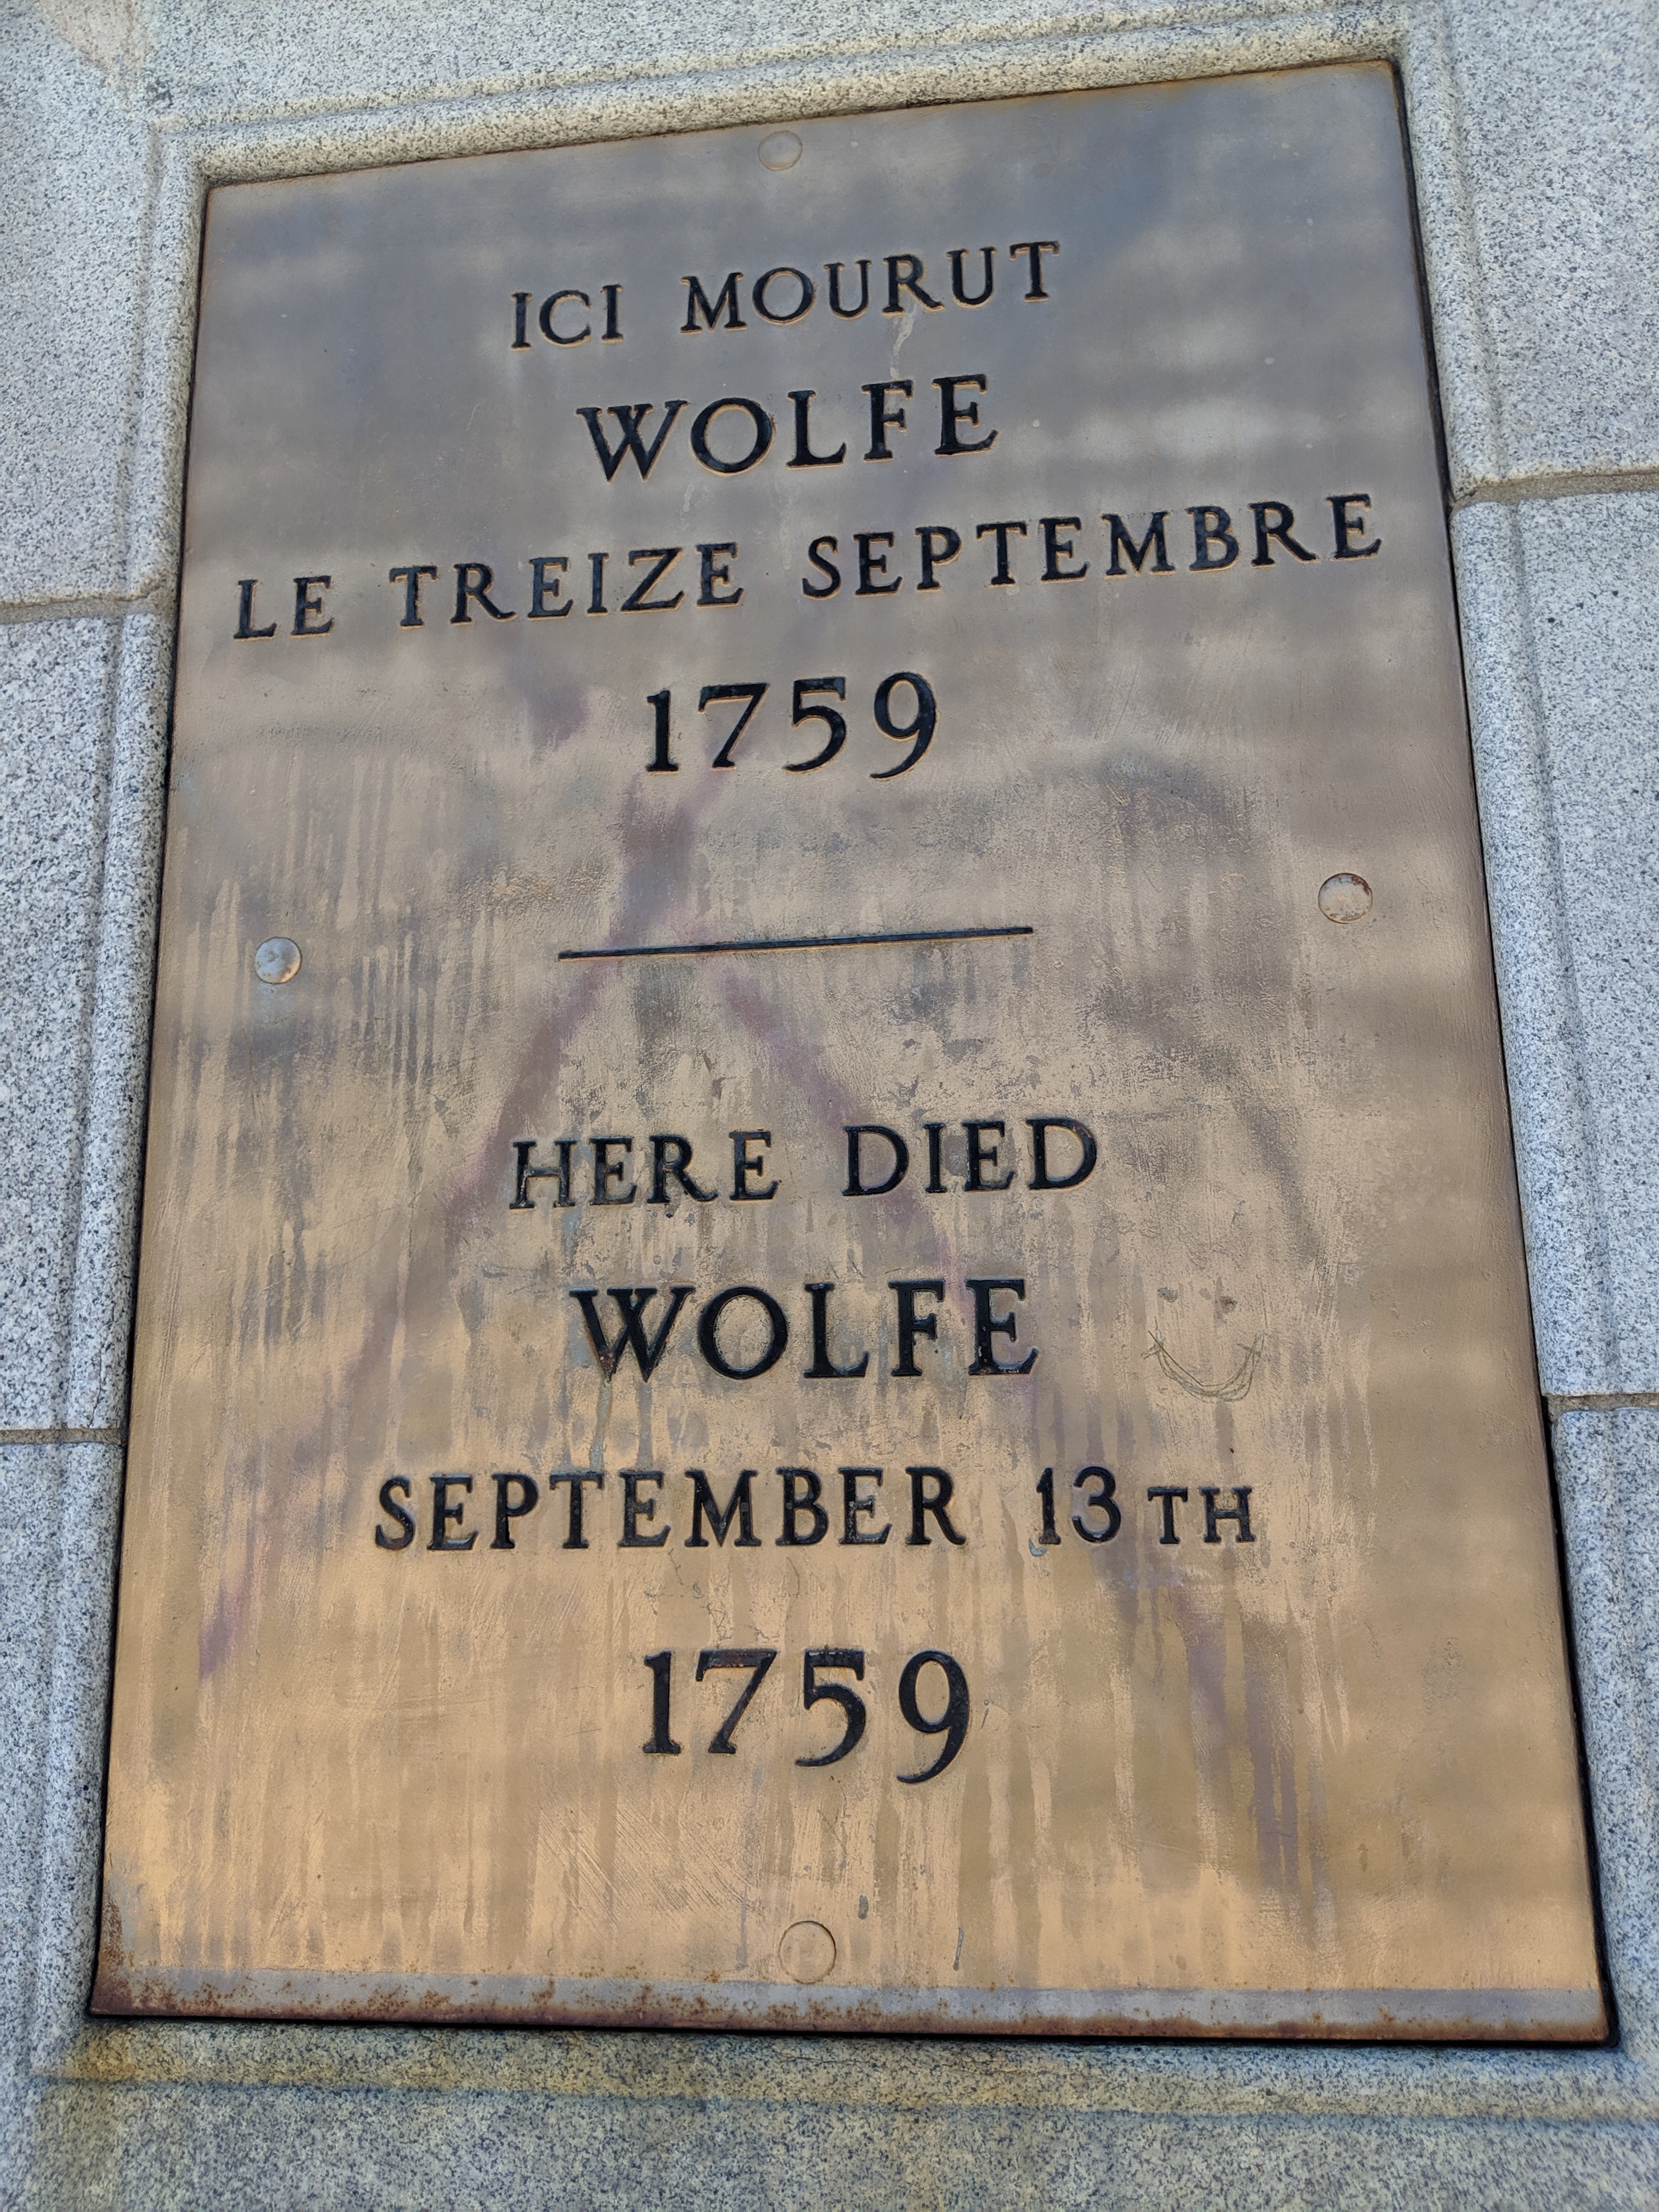 ICI MOURUT
WOLFE
LE TREIZE SEPTEMBRE
1759
HERE DIED
WOLFE
SEPTEMBER 13TH
1759